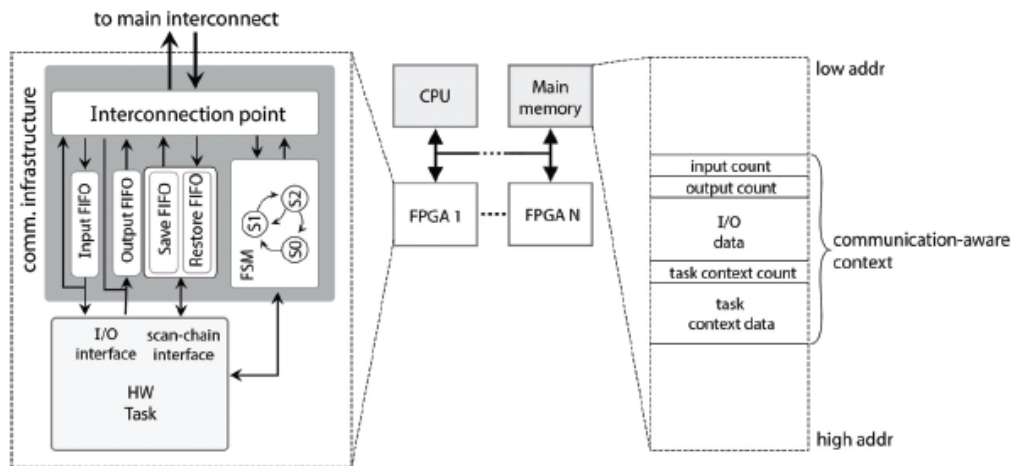 to main interconnect
comm. infrastructure
Interconnection point
Input FIFO
Output FIFO
Save FIFO
Restore FIFO
FSM
S1
S2
S0
I/O
interface
scan-chain
interface
HW
Task
CPU
Main
memory
FPGA 1
FPGA N
low addr
input count
output count
I/O
data
task context count
task
context data
communication-aware
context
high addr